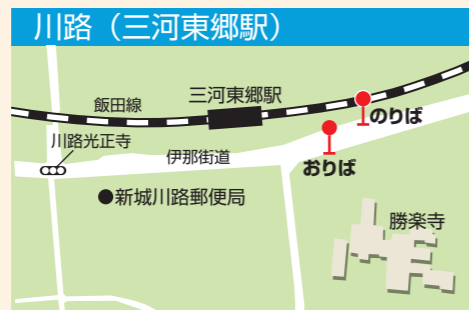 川路（三河東郷駅）
三河東郷駅
飯田線
のりば
川路光正寺
おりば
伊那街道
●新城川路郵便局
勝楽寺